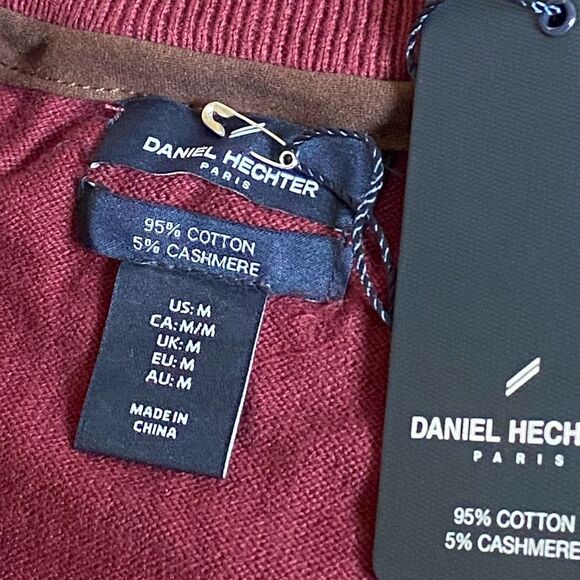 DANIEL HECHTER
PARIS
95% COTTON
5% CASHMERE
US: M
CA: M/M
UK: M
EU: M
AU: M
MADE IN
CHINA
DANIEL HECH
PARIS
95% COTTON
5% CASHMERE